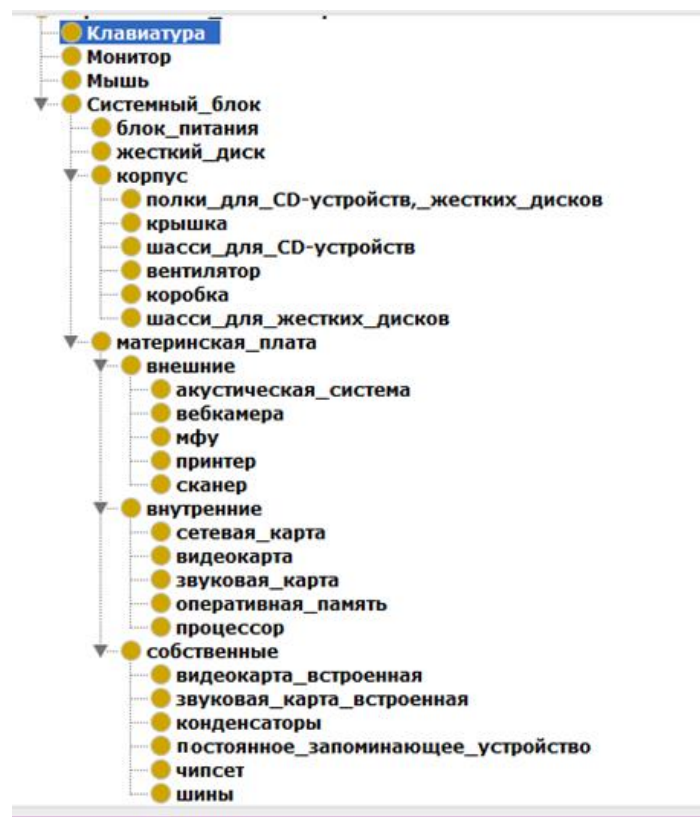 Клавиатура
Монитор
Мышь
Системный_блок
блок_питания
жесткий_диск
корпус
полки_для_CD-устройств,_жестких_дисков
крышка
шасси_для_CD-устройств
вентилятор
коробка
шасси_для_жестких_дисков
материнская_плата
внешние
акустическая_система
вебкамера
мфу
принтер
сканер
внутренние
сетевая_карта
видеокарта
звуковая_карта
оперативная_память
процессор
собственные
видеокарта_встроенная
звуковая_карта_встроенная
конденсаторы
постоянное_запоминающее_устройство
чипсет
шины